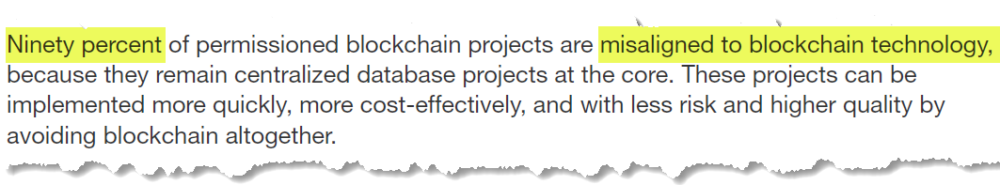 Ninety percent of permissioned blockchain projects are misaligned to blockchain technology,
because they remain centralized database projects at the core. These projects can be
implemented more quickly, more cost-effectively, and with less risk and higher quality by
avoiding blockchain altogether.